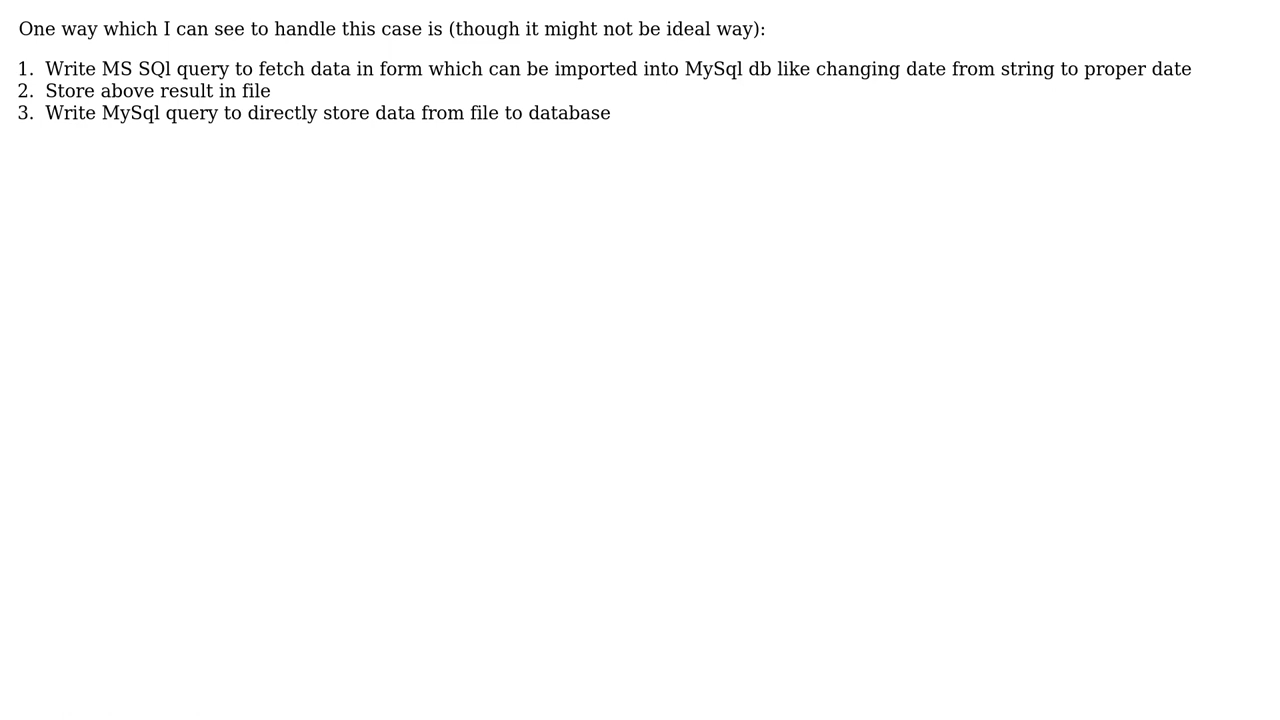 One way which I can see to handle this case is (though it might not be ideal way):
1. Write MS SQl query to fetch data in form which can be imported into MySql db like changing date from string to proper date
2. Store above result in file
3. Write MySql query to directly store data from file to database